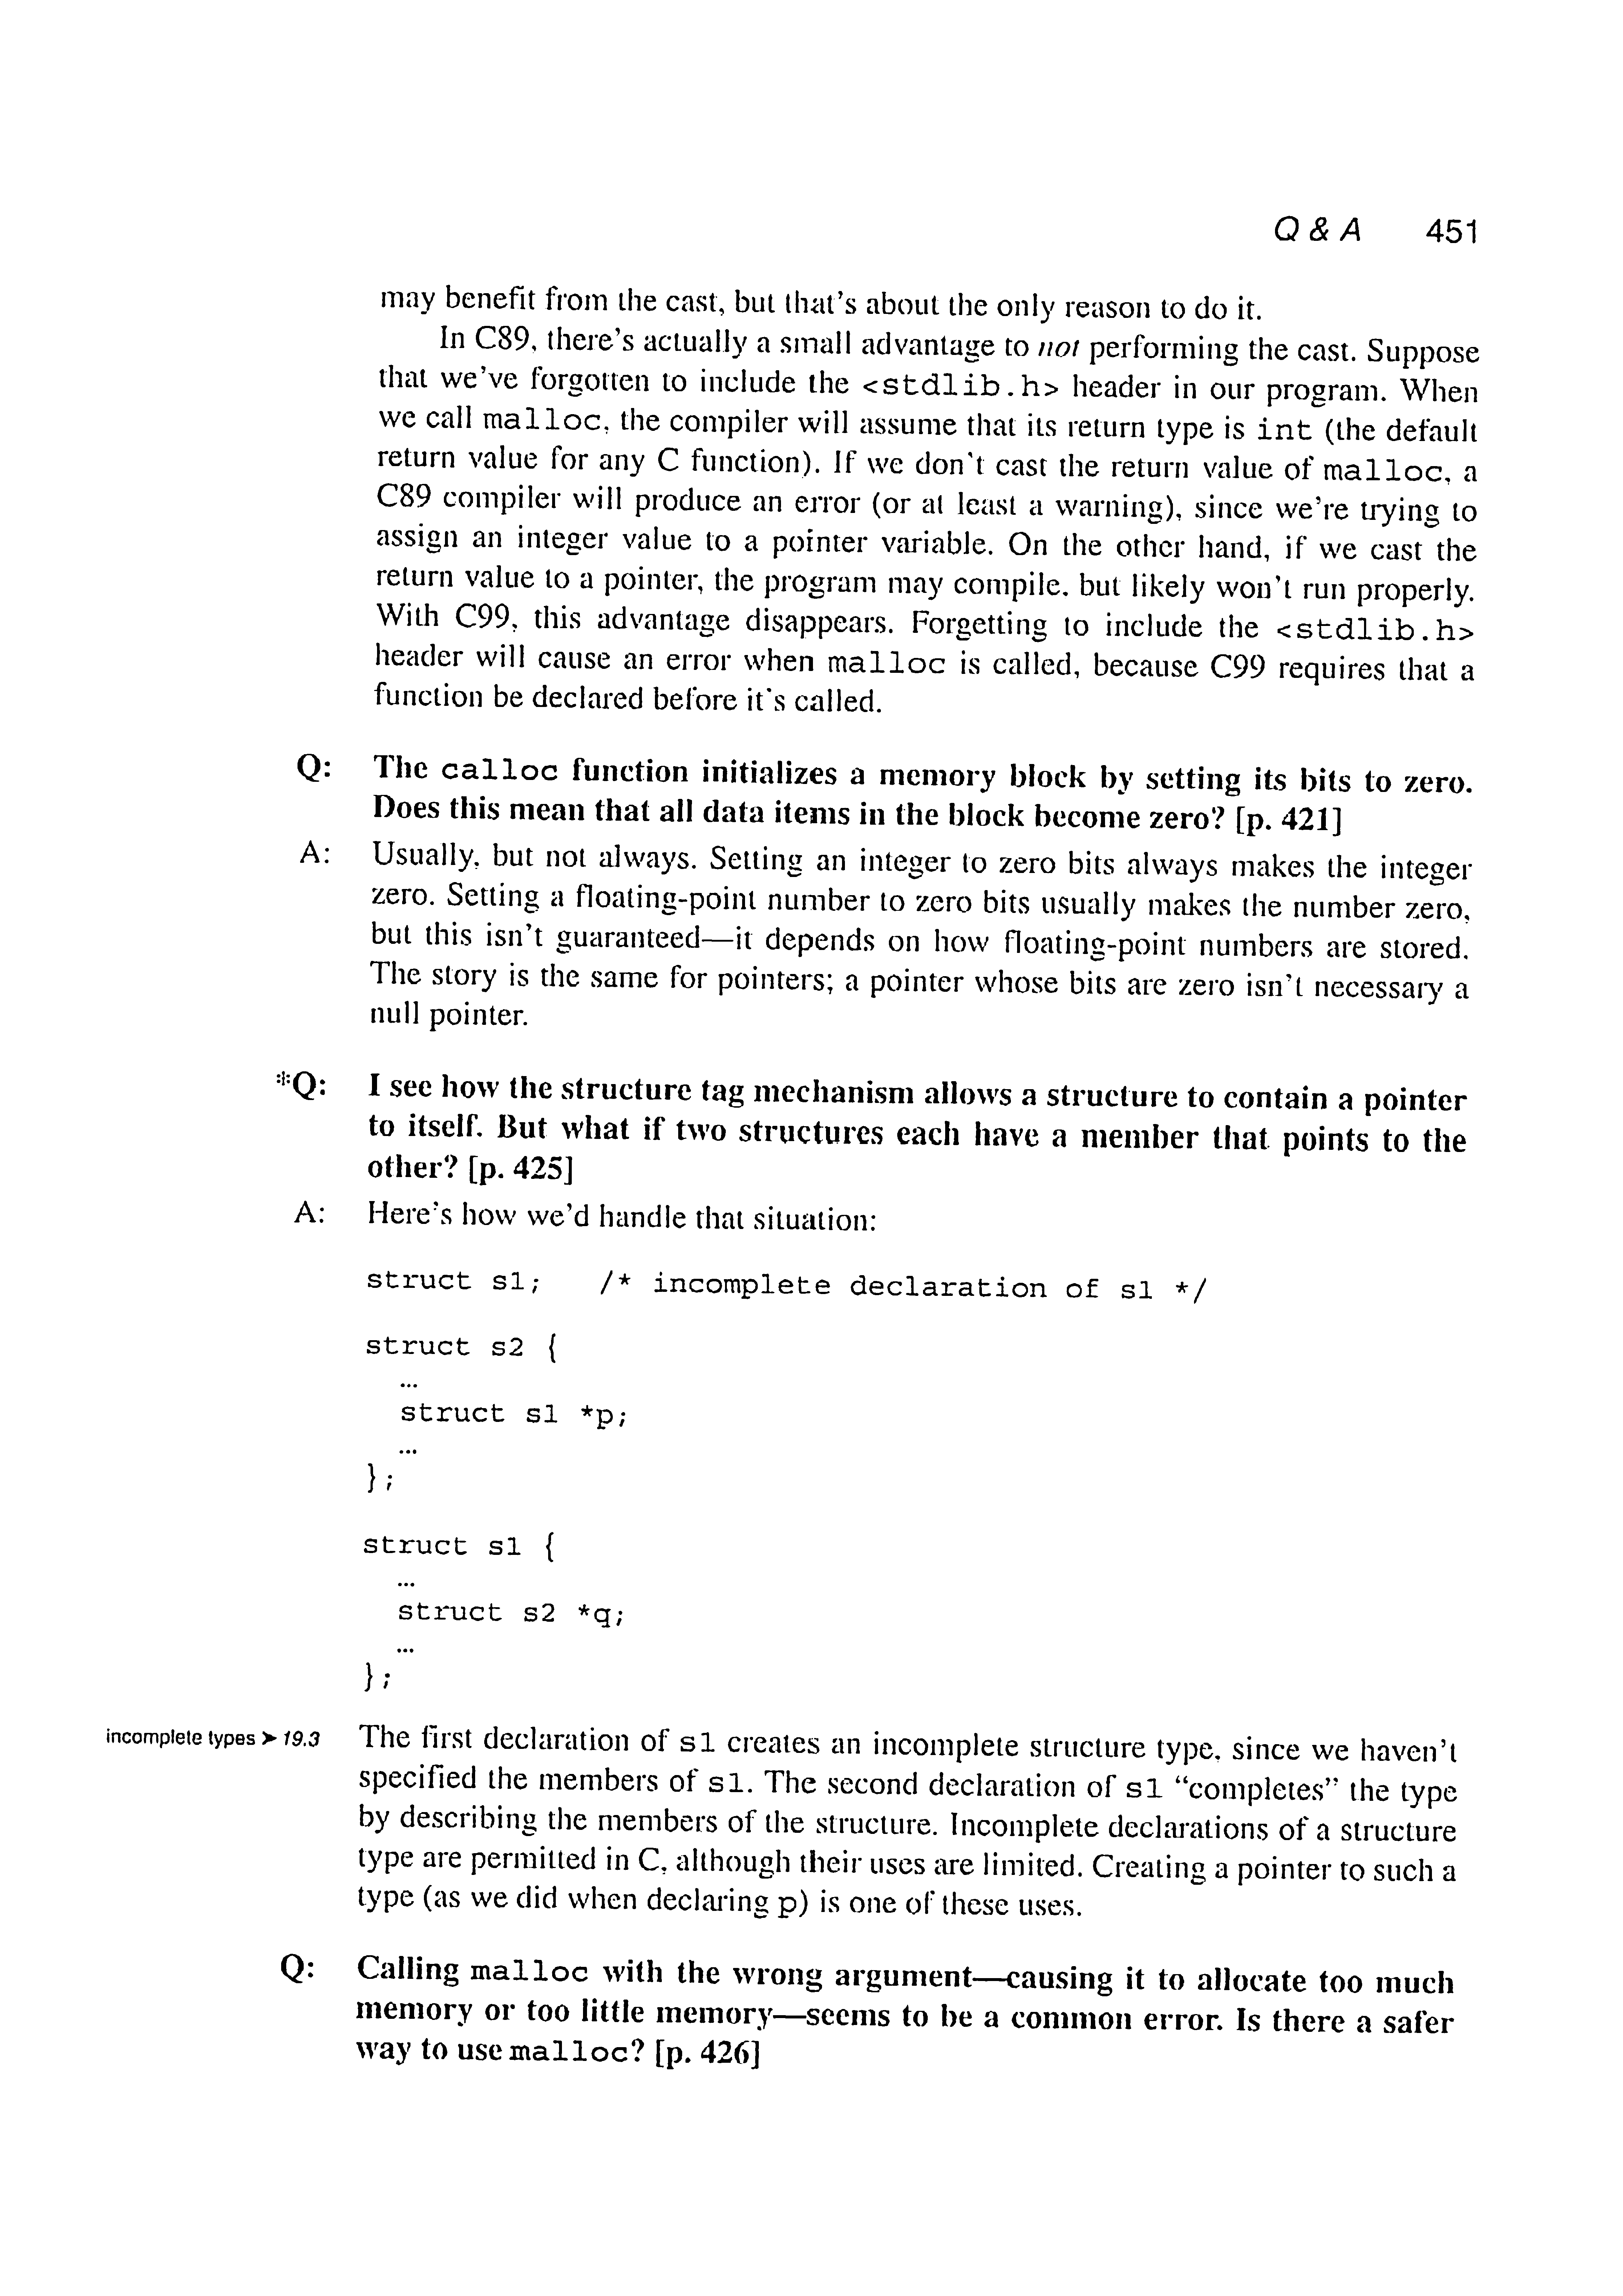 Q & A 451
may benefit from the cast, but that's about the only reason to do it.
In C89, there's actually a small advantage to not performing the cast. Suppose
that we've forgotten to include the <stdlib.h> header in our program. When
we call malloc, the compiler will assume that its return type is int (the default
return value for any C function). If we don't cast the return value of malloc, a
C89 compiler will produce an error (or at least a warning), since we're trying to
assign an integer value to a pointer variable. On the other hand, if we cast the
return value to a pointer, the program may compile, but likely won't run properly.
With C99, this advantage disappears. Forgetting to include the <stdlib.h>
header will cause an error when malloc is called, because C99 requires that a
function be declared before it's called.
Q: The calloc function initializes a memory block by setting its bits to zero.
Does this mean that all data items in the block become zero? [p. 421]
A: Usually, but not always. Setting an integer to zero bits always makes the integer
zero. Setting a floating-point number to zero bits usually makes the number zero,
but this isn't guaranteed—it depends on how floating-point numbers are stored.
The story is the same for pointers; a pointer whose bits are zero isn't necessary a
null pointer.
*Q: I see how the structure tag mechanism allows a structure to contain a pointer
to itself. But what if two structures each have a member that points to the
other? [p. 425]
A: Here's how we'd handle that situation:
struct s1; /* incomplete declaration of s1 */
struct s2 {
…
struct s1 *p;
…
};
struct s1 {
…
struct s2 *q;
…
};
incomplete types ➤ 19.3 The first declaration of s1 creates an incomplete structure type, since we haven't
specified the members of s1. The second declaration of s1 “completes” the type
by describing the members of the structure. Incomplete declarations of a structure
type are permitted in C, although their uses are limited. Creating a pointer to such a
type (as we did when declaring p) is one of these uses.
Q: Calling malloc with the wrong argument—causing it to allocate too much
memory or too little memory—seems to be a common error. Is there a safer
way to use malloc? [p. 426]